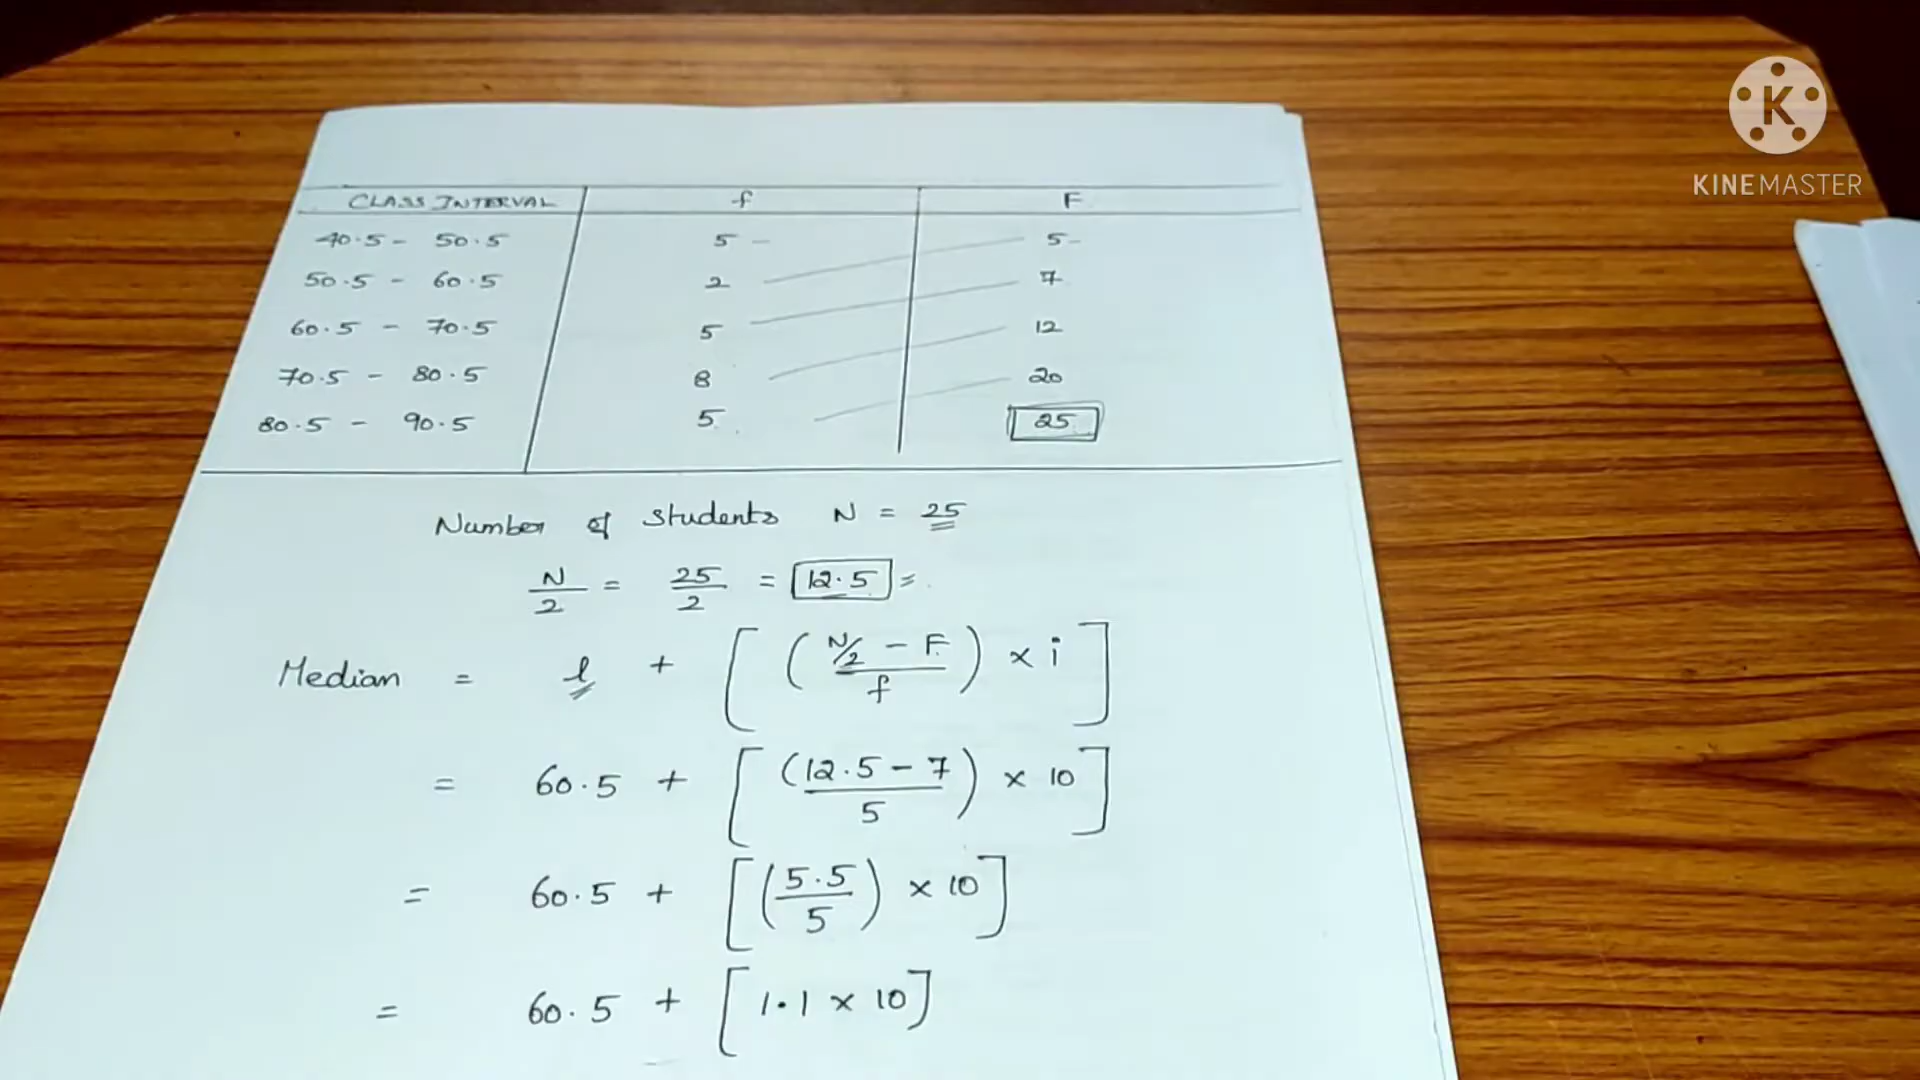 K
KINEMASTER
CLASS INTERVAL f F
40.5 - 50.5 5 - 5 -
50.5 - 60.5 2 7
60.5 - 70.5 5 12
70.5 - 80.5 8 20
80.5 - 90.5 5 25
Number of students N = 25
N/2 = 25/2 = 12.5 =
Median = l + [ ( (N/2 - F) / f ) × i ]
= 60.5 + [ ( (12.5 - 7) / 5 ) × 10 ]
= 60.5 + [ ( 5.5 / 5 ) × 10 ]
= 60.5 + [ 1.1 × 10 ]